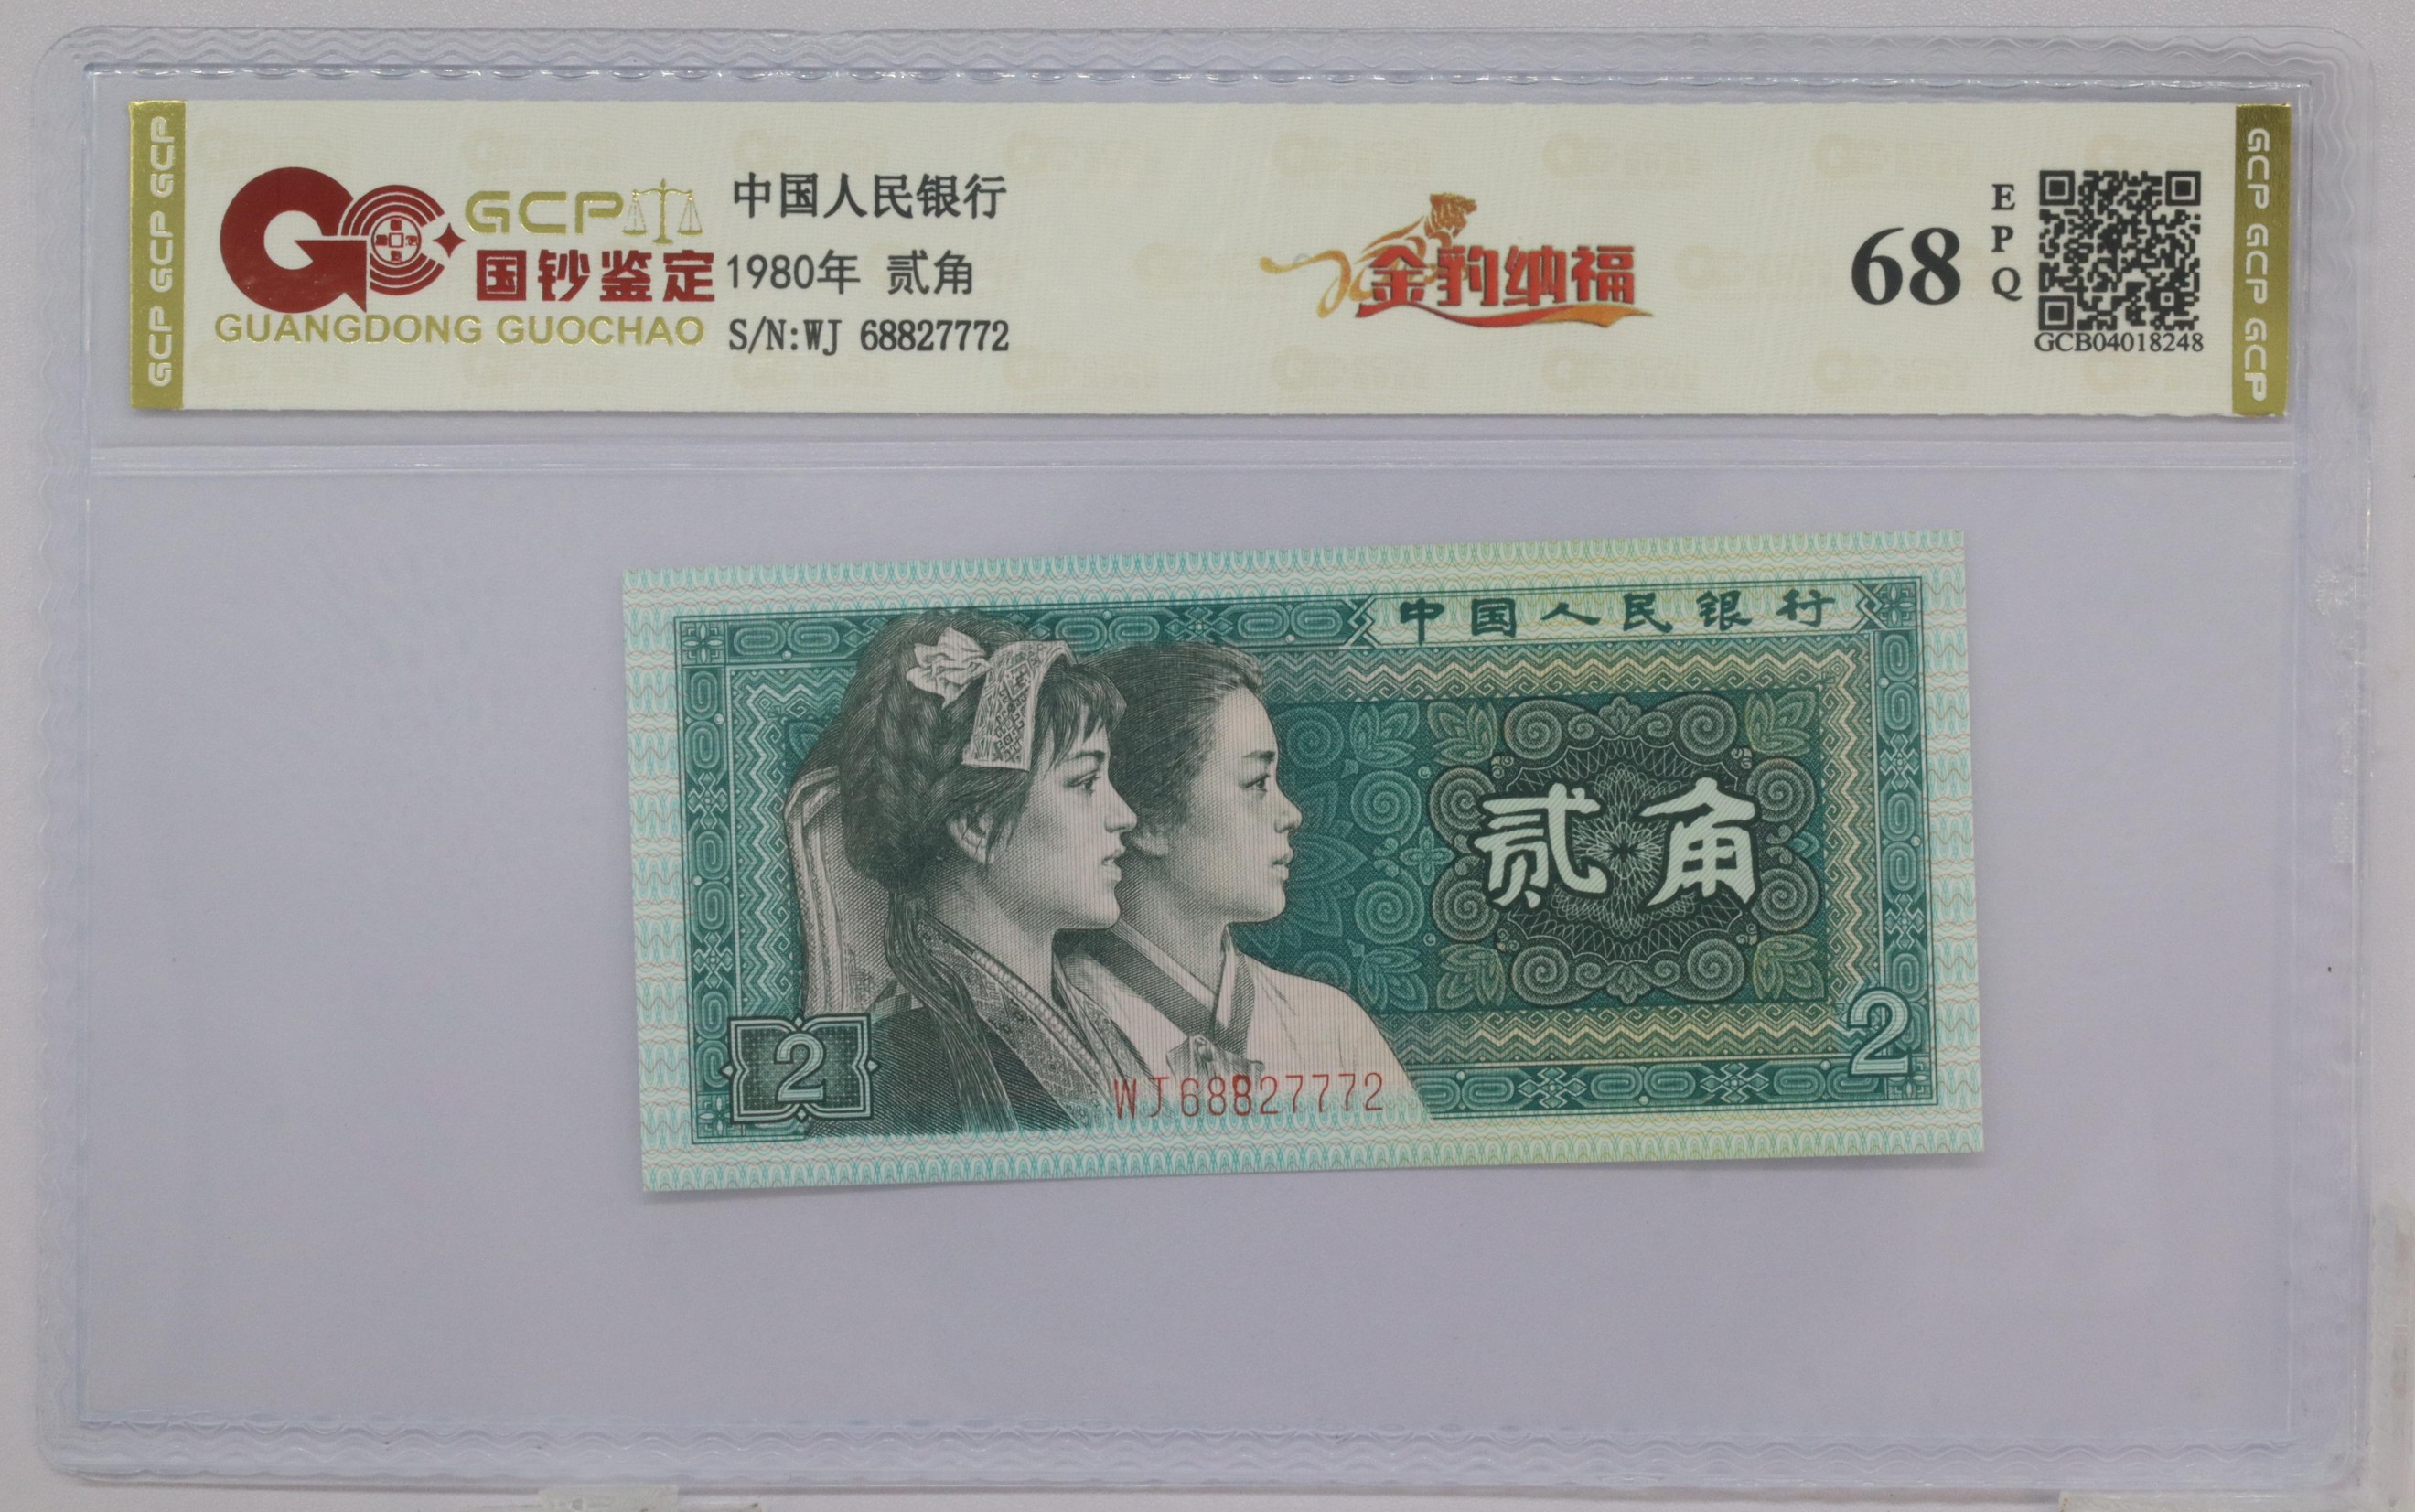 GCP GCP GCP
GCP
国钞鉴定
GUANGDONG GUOCHAO
中国人民银行
1980年 贰角
S/N:WJ 68827772
金豹纳福
68
EPQ
GCB04018248
GCP GCP GCP
中国人民银行
贰角
2
2
WJ68827772